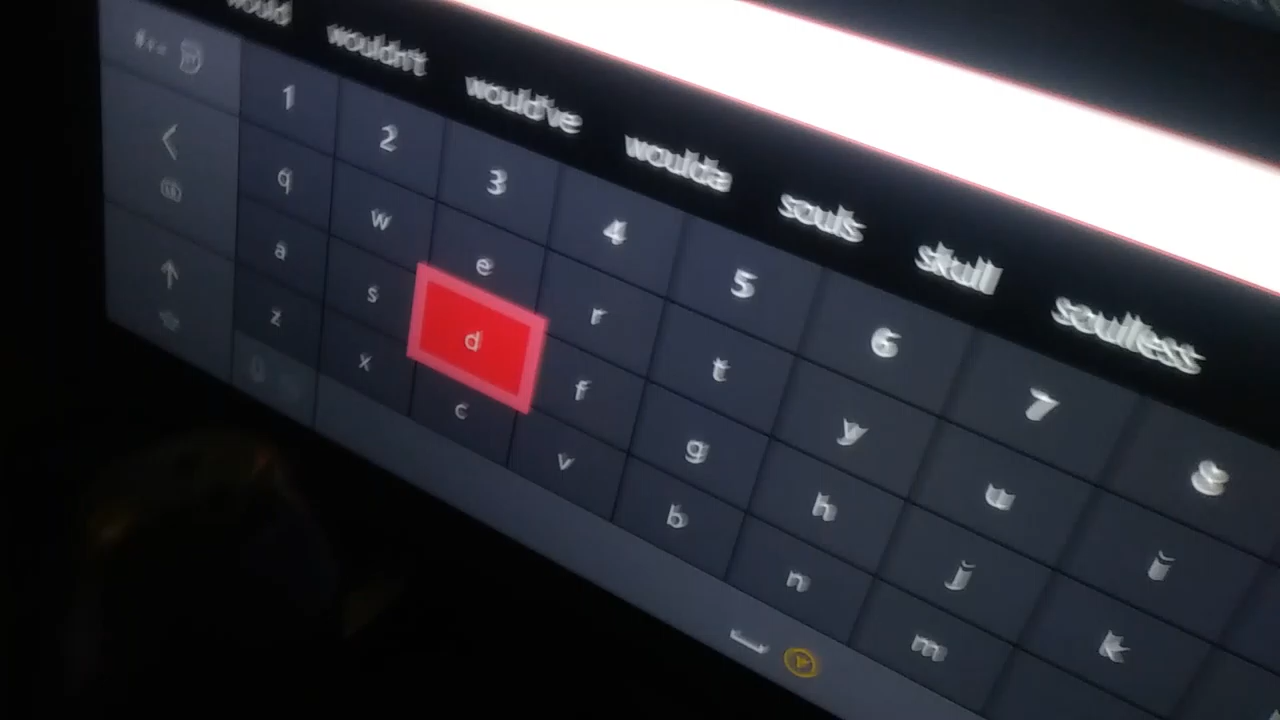 would wouldn't would've woulda souls skull soulless
#+= 1 2 3 4 5 6 7 8
q w e r t y u i
a s d f g h j k
z x c v b n m